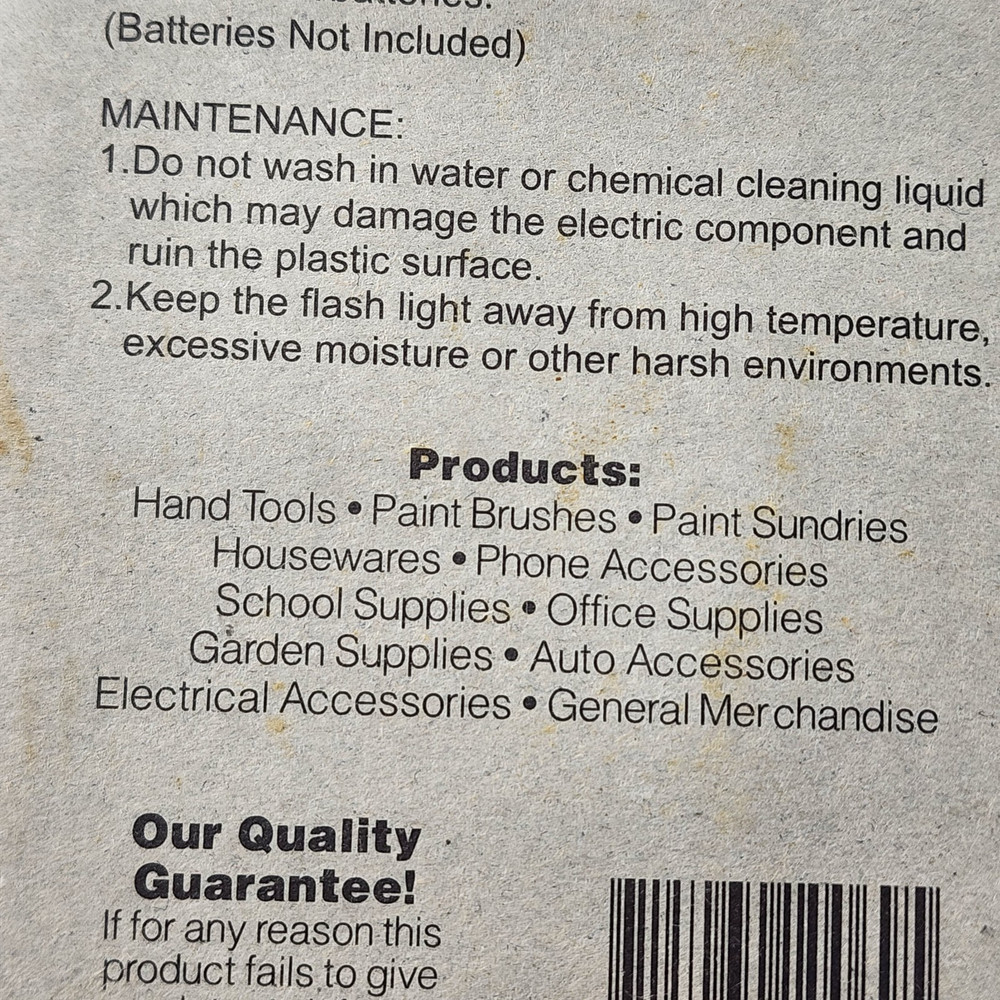 (Batteries Not Included)
MAINTENANCE:
1.Do not wash in water or chemical cleaning liquid
which may damage the electric component and
ruin the plastic surface.
2.Keep the flash light away from high temperature,
excessive moisture or other harsh environments.
Products:
Hand Tools • Paint Brushes • Paint Sundries
Housewares • Phone Accessories
School Supplies • Office Supplies
Garden Supplies • Auto Accessories
Electrical Accessories • General Merchandise
Our Quality
Guarantee!
If for any reason this
product fails to give